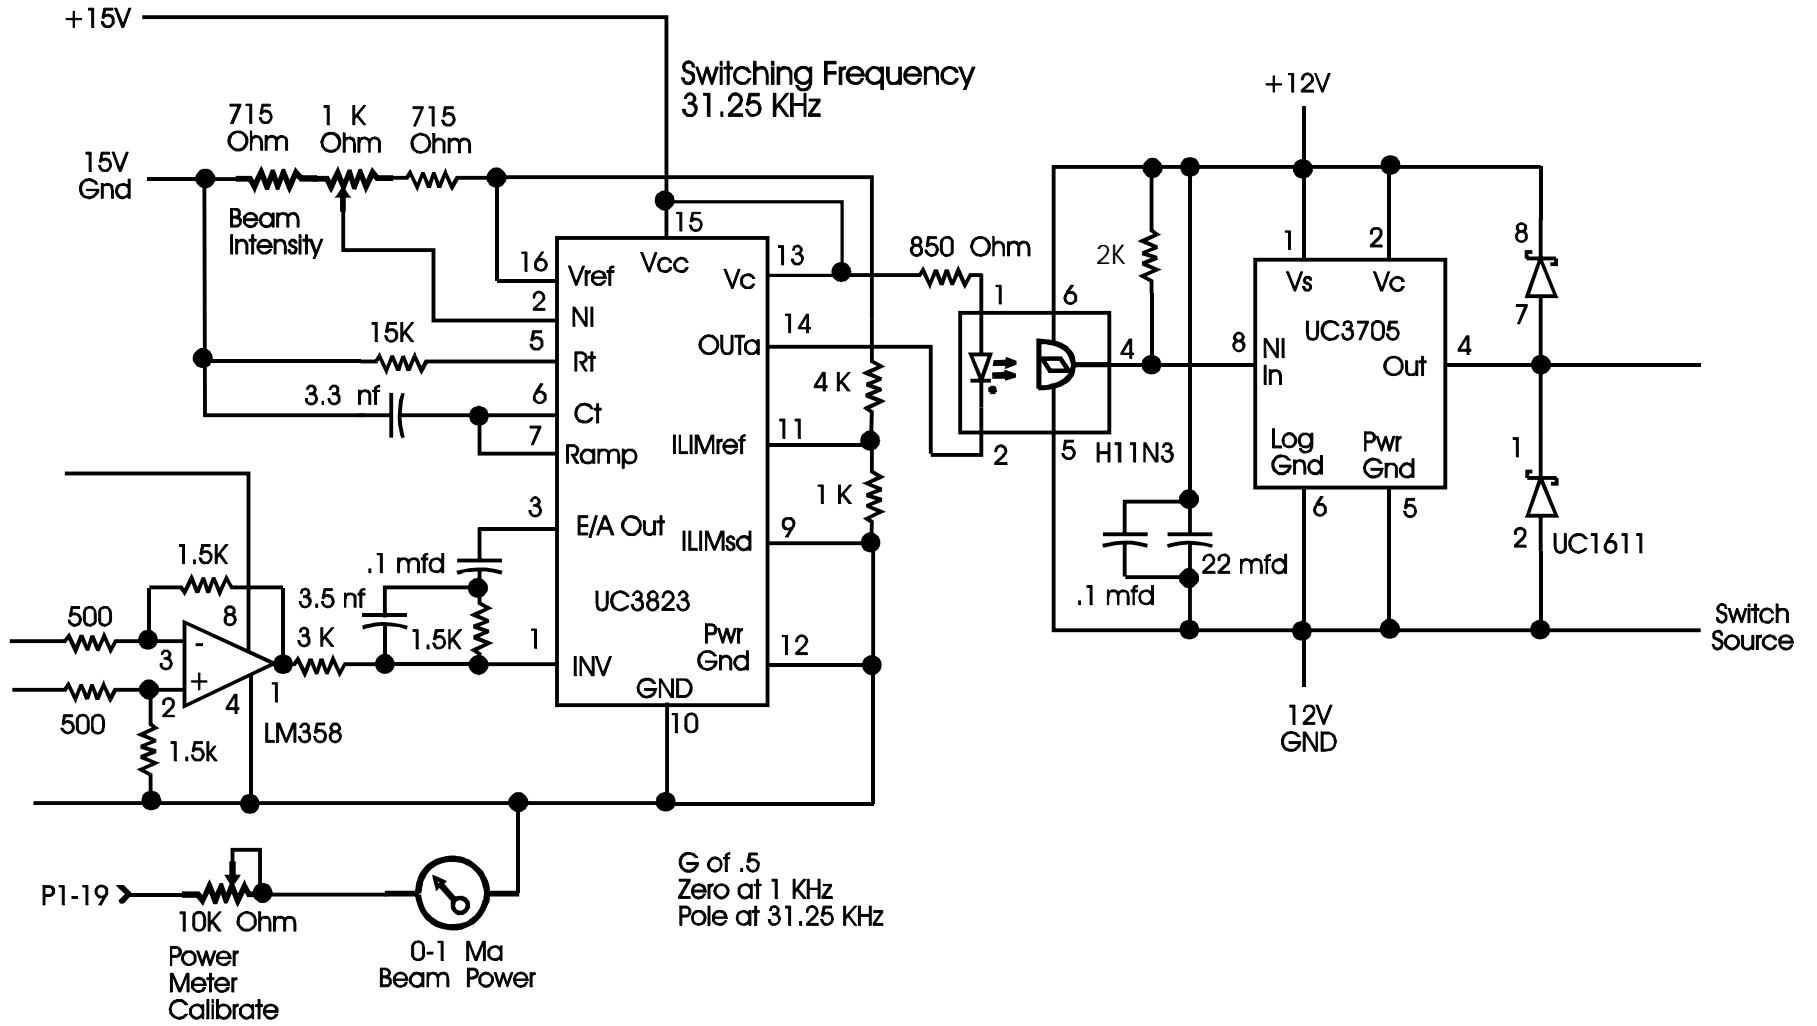 +15V
Switching Frequency
31.25 KHz
+12V
715
Ohm
1 K
Ohm
715
Ohm
15V
Gnd
Beam
Intensity
15
Vcc
16
Vref
2
NI
5
Rt
15K
3.3 nf
6
Ct
7
Ramp
3
E/A Out
.1 mfd
3.5 nf
1.5K
1
INV
UC3823
GND
10
13
Vc
14
OUTa
11
ILIMref
9
ILIMsd
12
Pwr
Gnd
4 K
1 K
850 Ohm
1
2
6
5
4
H11N3
2K
1
Vs
2
Vc
UC3705
8
NI
In
4
Out
Log
Gnd
Pwr
Gnd
6
5
8
7
1
2
UC1611
22 mfd
.1 mfd
Switch
Source
12V
GND
1.5K
500
8
3
-
+
2
4
1
3 K
500
1.5k
LM358
P1-19
10K Ohm
Power
Meter
Calibrate
0-1 Ma
Beam Power
G of .5
Zero at 1 KHz
Pole at 31.25 KHz